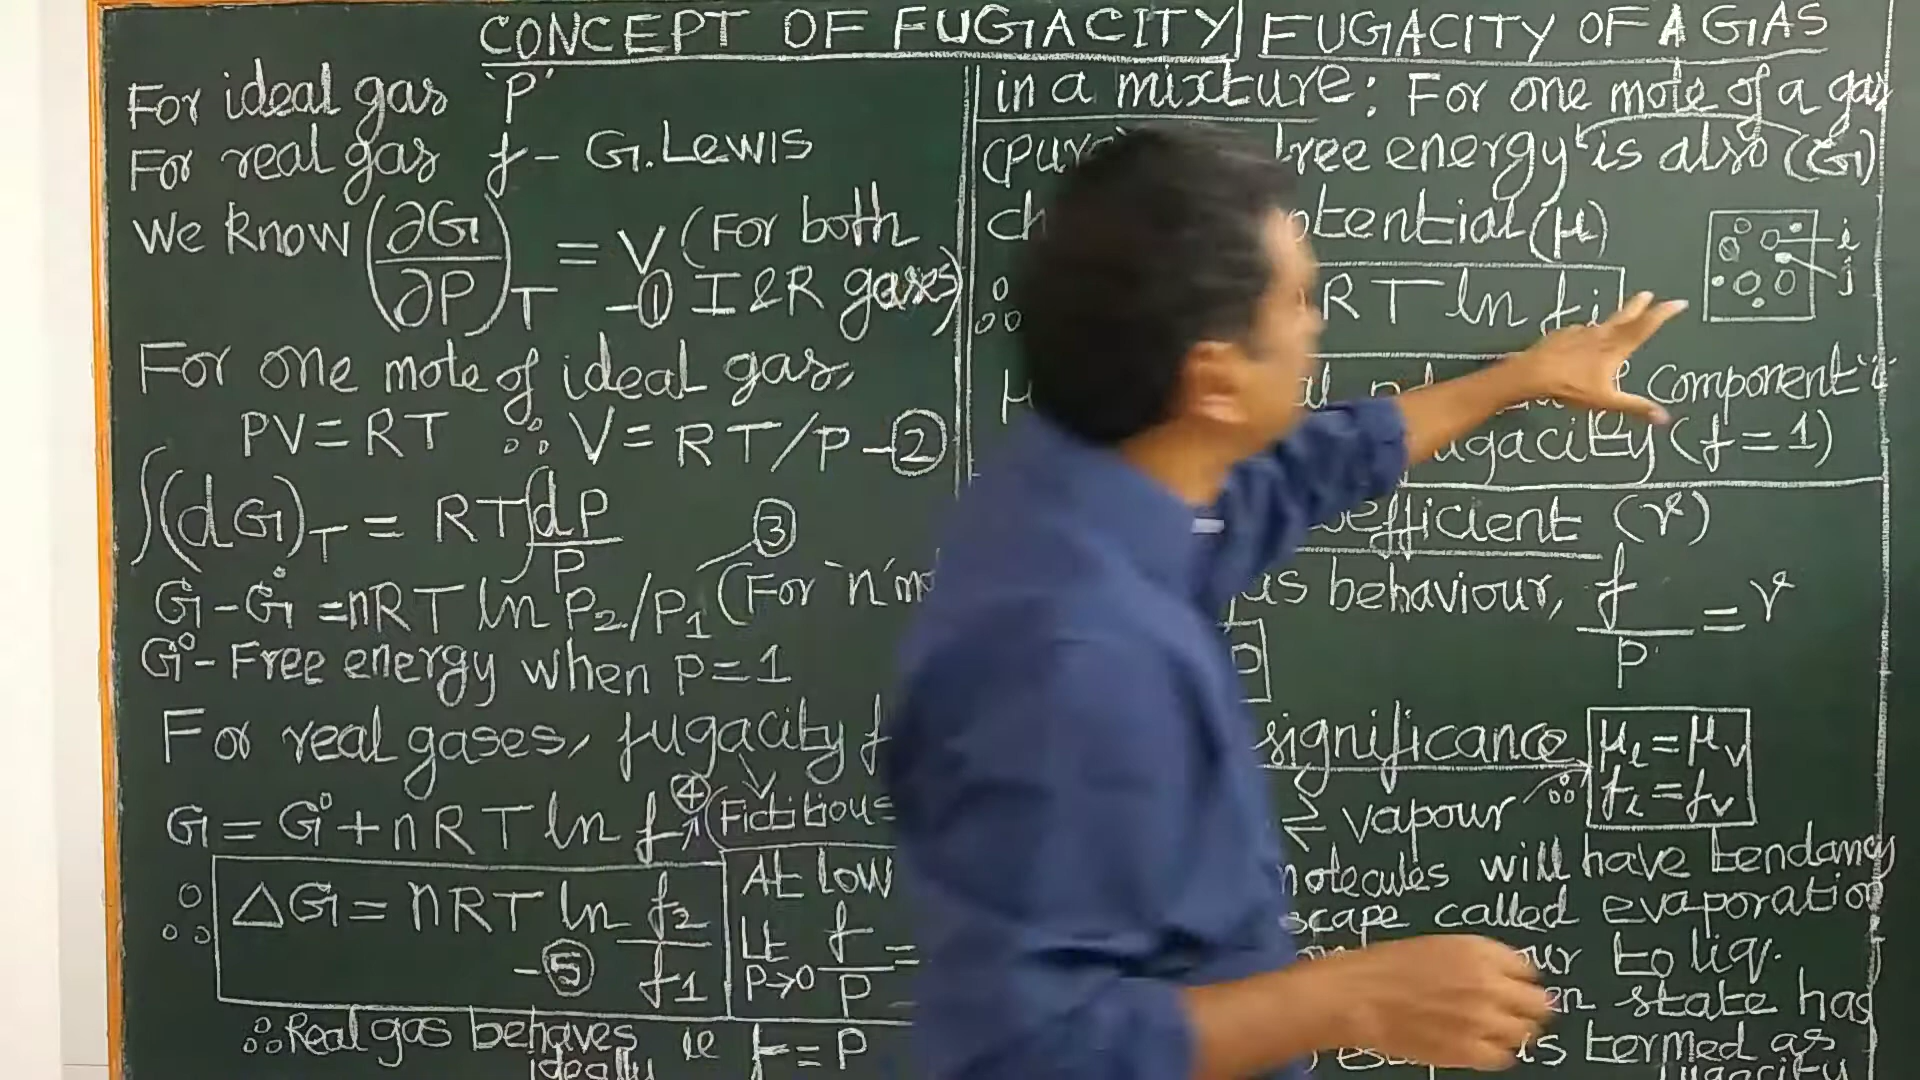 CONCEPT OF FUGACITY
For ideal gas 'P'
For real gas f - G. Lewis
We know (∂G/∂P)T = V (For both
- ① I & R gases)
For one mole of ideal gas,
PV = RT ∴ V = RT/P - ②
∫(dG)T = RT∫dP/P ③
G - G° = nRT ln P2/P1 (For 'n'
G° - Free energy when P = 1
For real gases, fugacity
G = G° + nRT ln f ④ (Fictitious
∴ ΔG = nRT ln f2/f1 - ⑤
At low
Lt P→0 f/P =
∴ Real gas behaves ideally ie f = P
FUGACITY OF A GAS
in a mixture: For one mole of a gas
free energy is also (G)
(μ)
∴ RT ln fi
i
j
component 'i'
(f = 1)
(γ)
behaviour, f/P = γ
P
significance
μl = μv
fl = fv
⇌ vapour ∴
molecules will have tendancy
called evaporation
to liq.
state has
is termed as
fugacity